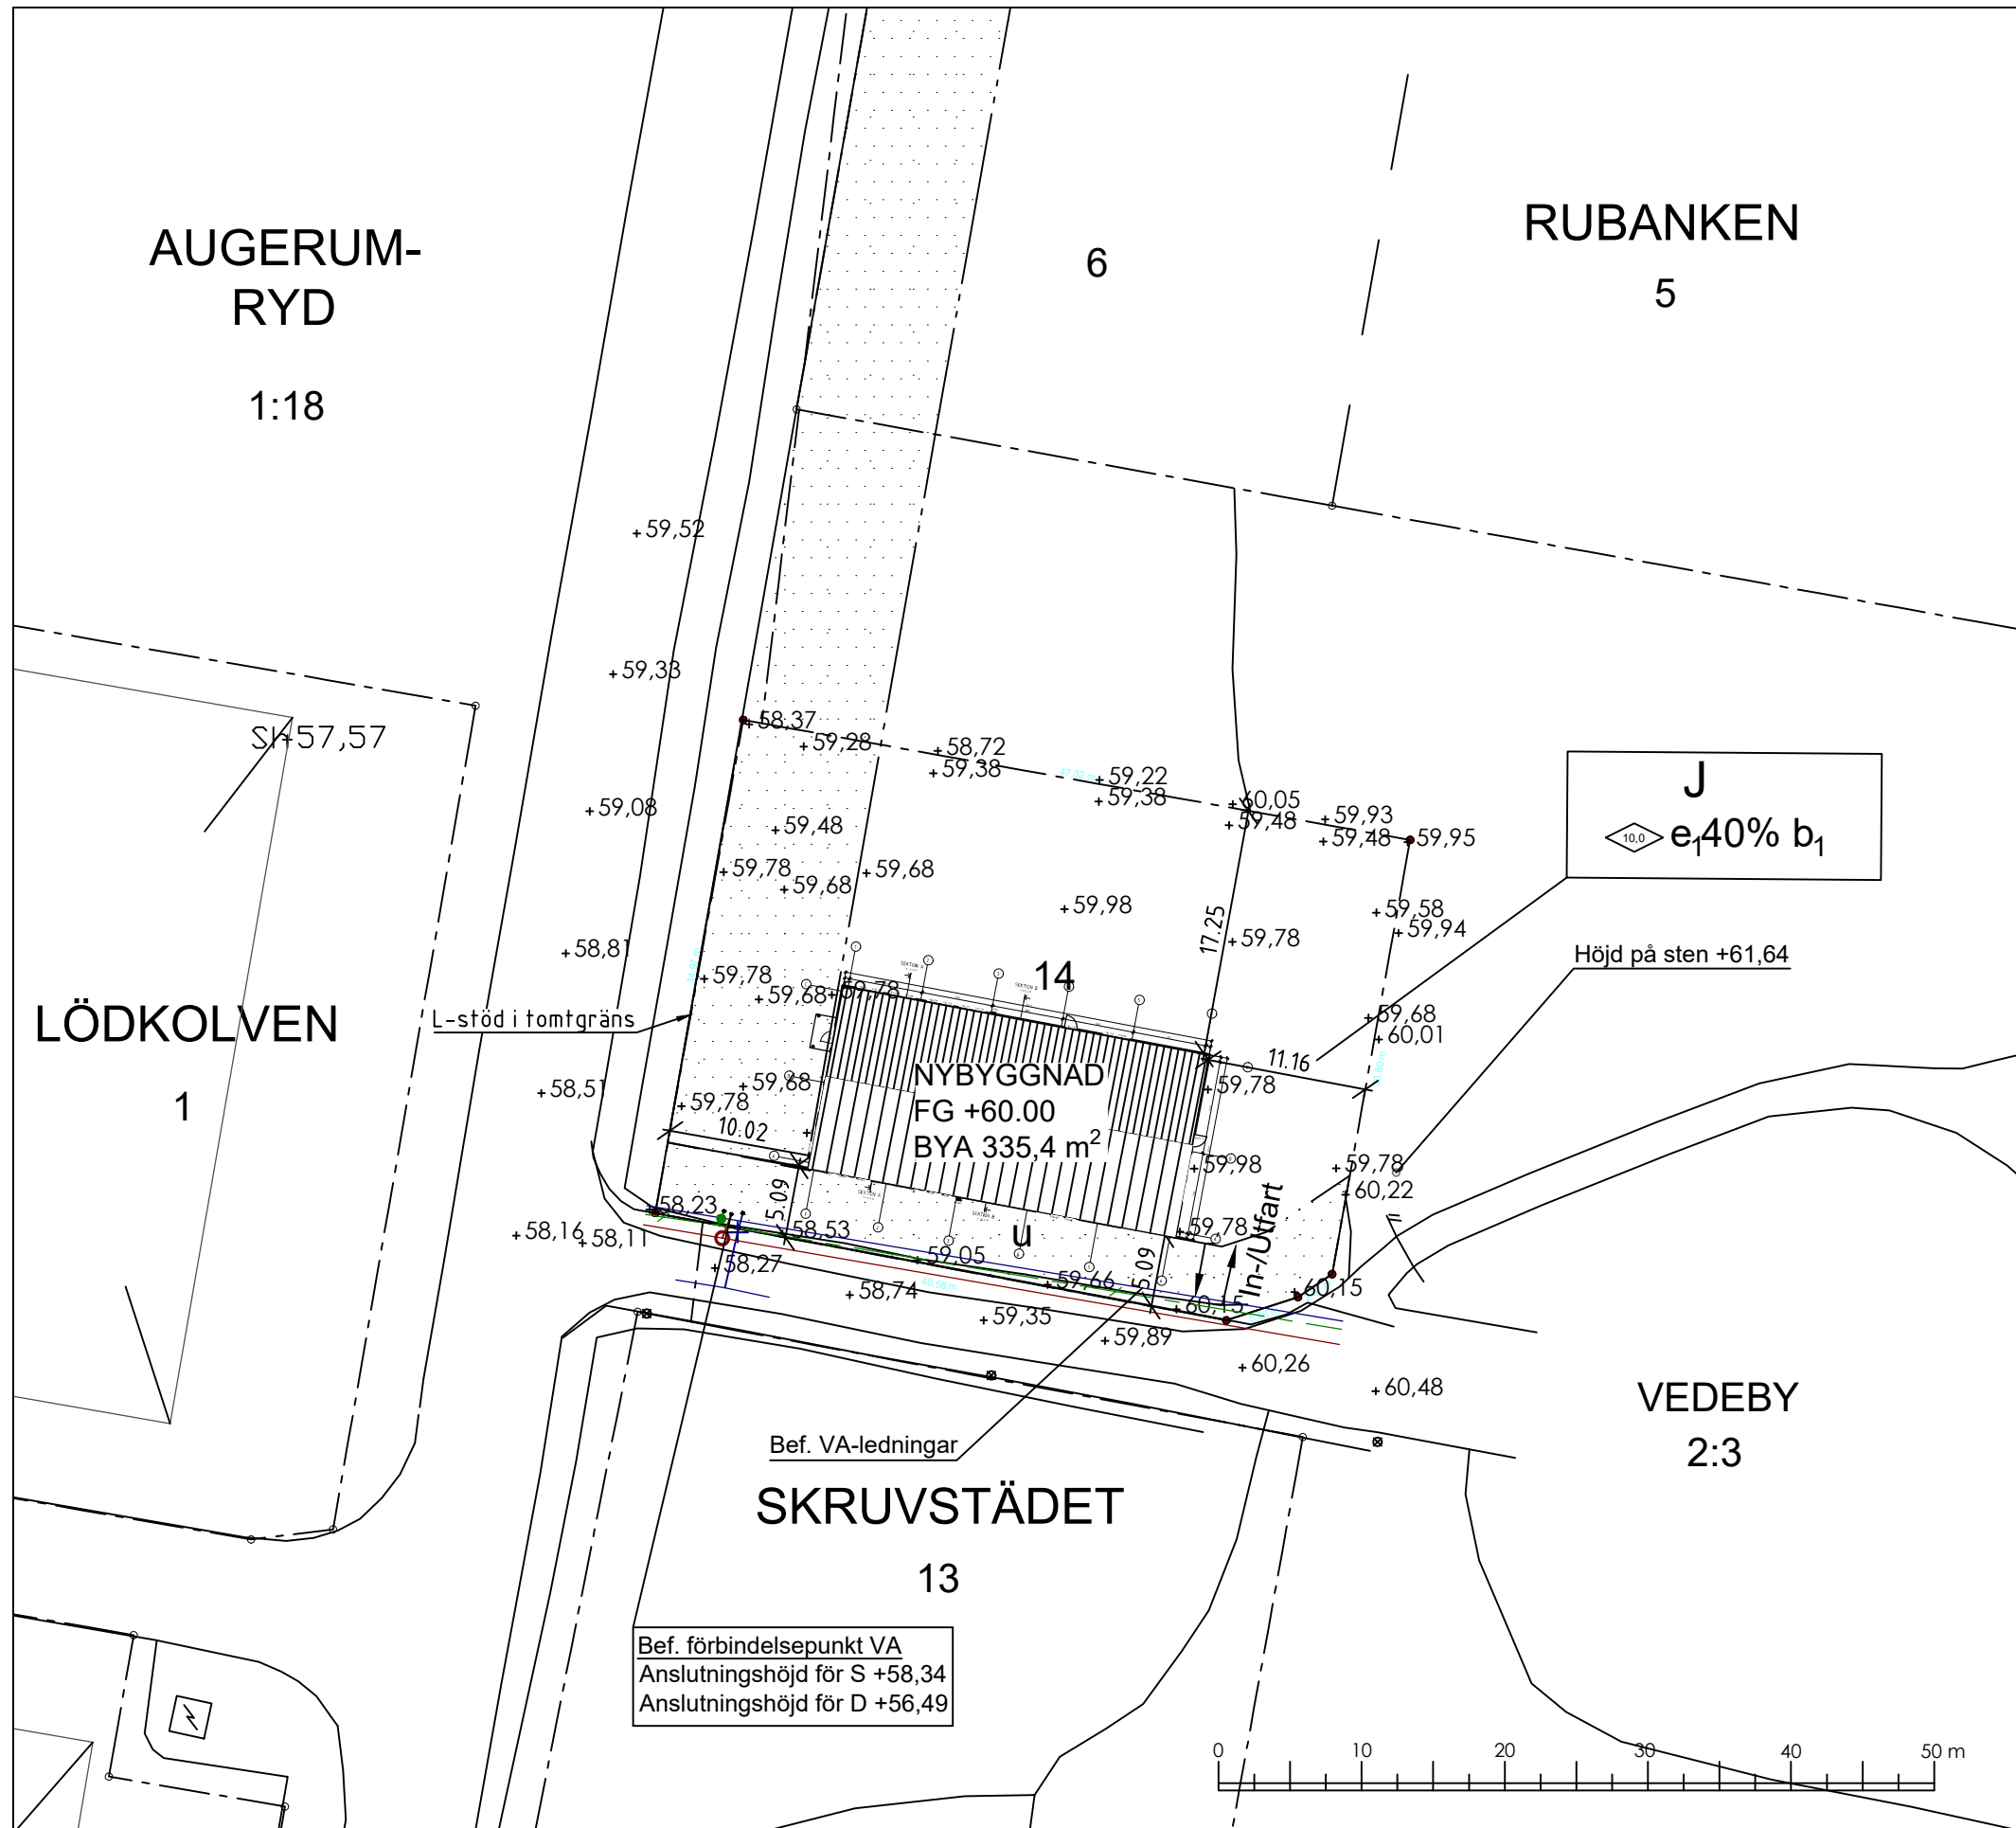 AUGERUM-
RYD
1:18
6
RUBANKEN
5
+59,52
+59,33
SH+57,57
+58,37
+59,28
+58,72
+59,38
+59,22
+59,38
+60,05
+59,48
+59,93
+59,48
+59,95
J
10,0
e1 40% b1
+59,08
+59,48
+59,78
+59,68
+59,68
+59,98
17.25
+59,78
+59,58
+59,94
Höjd på sten +61,64
+58,81
+59,78
+59,68
+59,78
14
SEKTION A
SEKTION B
LÖDKOLVEN
1
L-stöd i tomtgräns
+59,68
+60,01
11.16
NYBYGGNAD
FG +60.00
BYA 335,4 m²
+58,51
+59,68
+59,78
+59,78
10.02
+59,98
+59,78
+60,22
5.09
+58,23
+58,16
+58,11
58,53
u
+59,78
In-/Utfart
+58,27
+59,05
+59,66
5.09
+60,15
+60,15
SEKTION A
SEKTION B
+58,74
+59,35
+59,89
+60,26
+60,48
VEDEBY
2:3
Bef. VA-ledningar
SKRUVSTÄDET
13
Bef. förbindelsepunkt VA
Anslutningshöjd för S +58,34
Anslutningshöjd för D +56,49
0 10 20 30 40 50 m